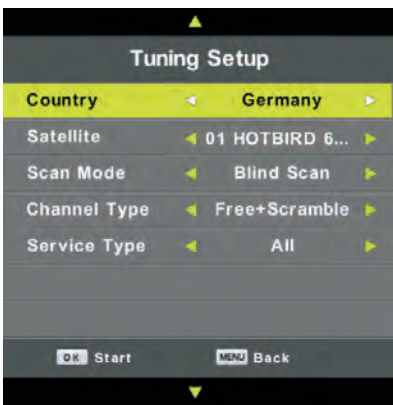 Tuning Setup
Country Germany
Satellite 01 HOTBIRD 6...
Scan Mode Blind Scan
Channel Type Free+Scramble
Service Type All
OK Start MENU Back